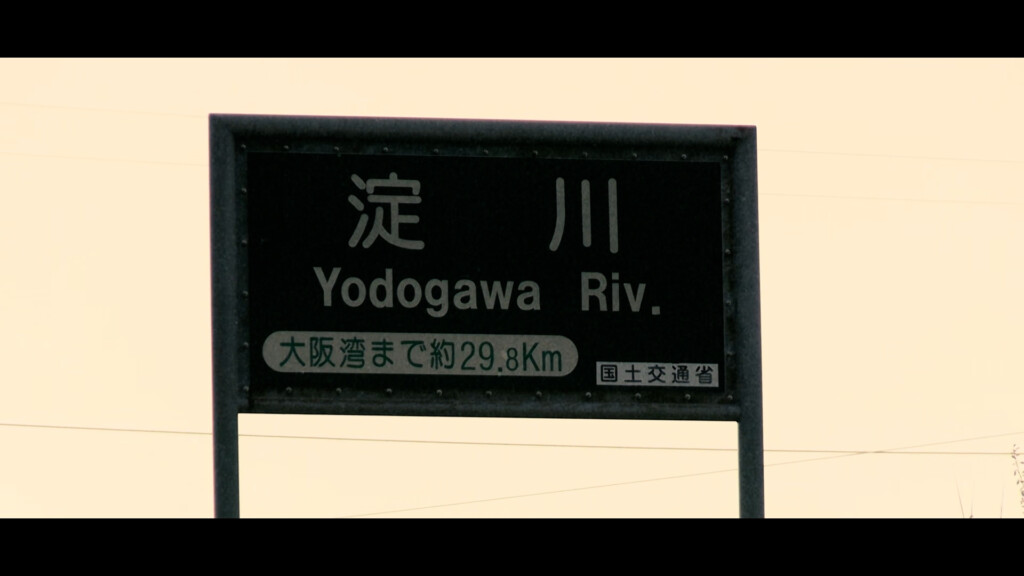 淀川
Yodogawa Riv.
大阪湾まで約29.8Km
国土交通省